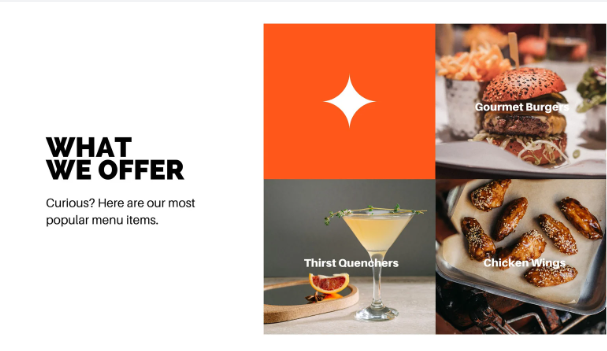 WHAT
WE OFFER
Curious? Here are our most
popular menu items.
Gourmet Burgers
Thirst Quenchers
Chicken Wings